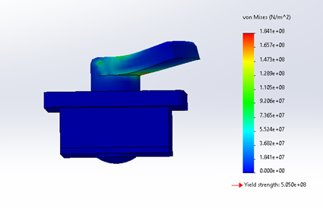 von Mises (N/m^2)
1.841e+08
1.657e+08
1.473e+08
1.289e+08
1.105e+08
9.206e+07
7.365e+07
5.524e+07
3.682e+07
1.841e+07
0.000e+00
Yield strength: 5.050e+08